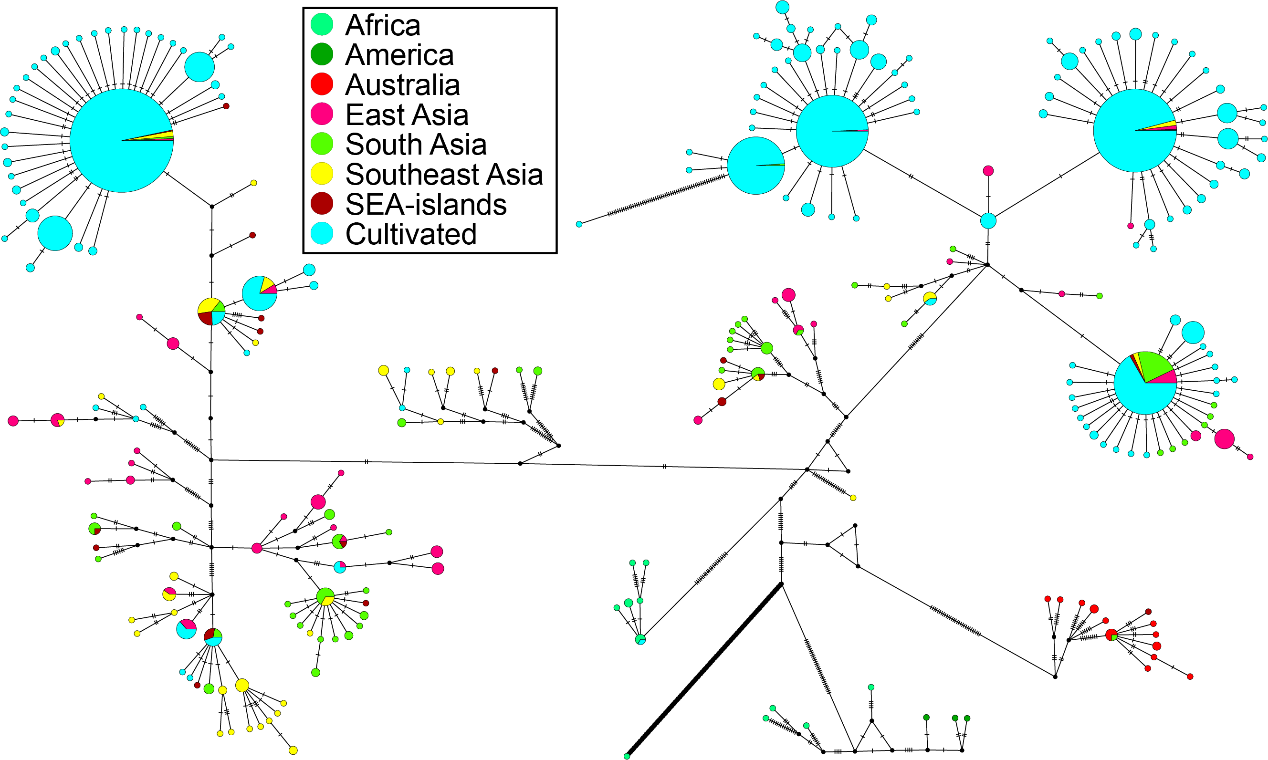 Africa
America
Australia
East Asia
South Asia
Southeast Asia
SEA-islands
Cultivated